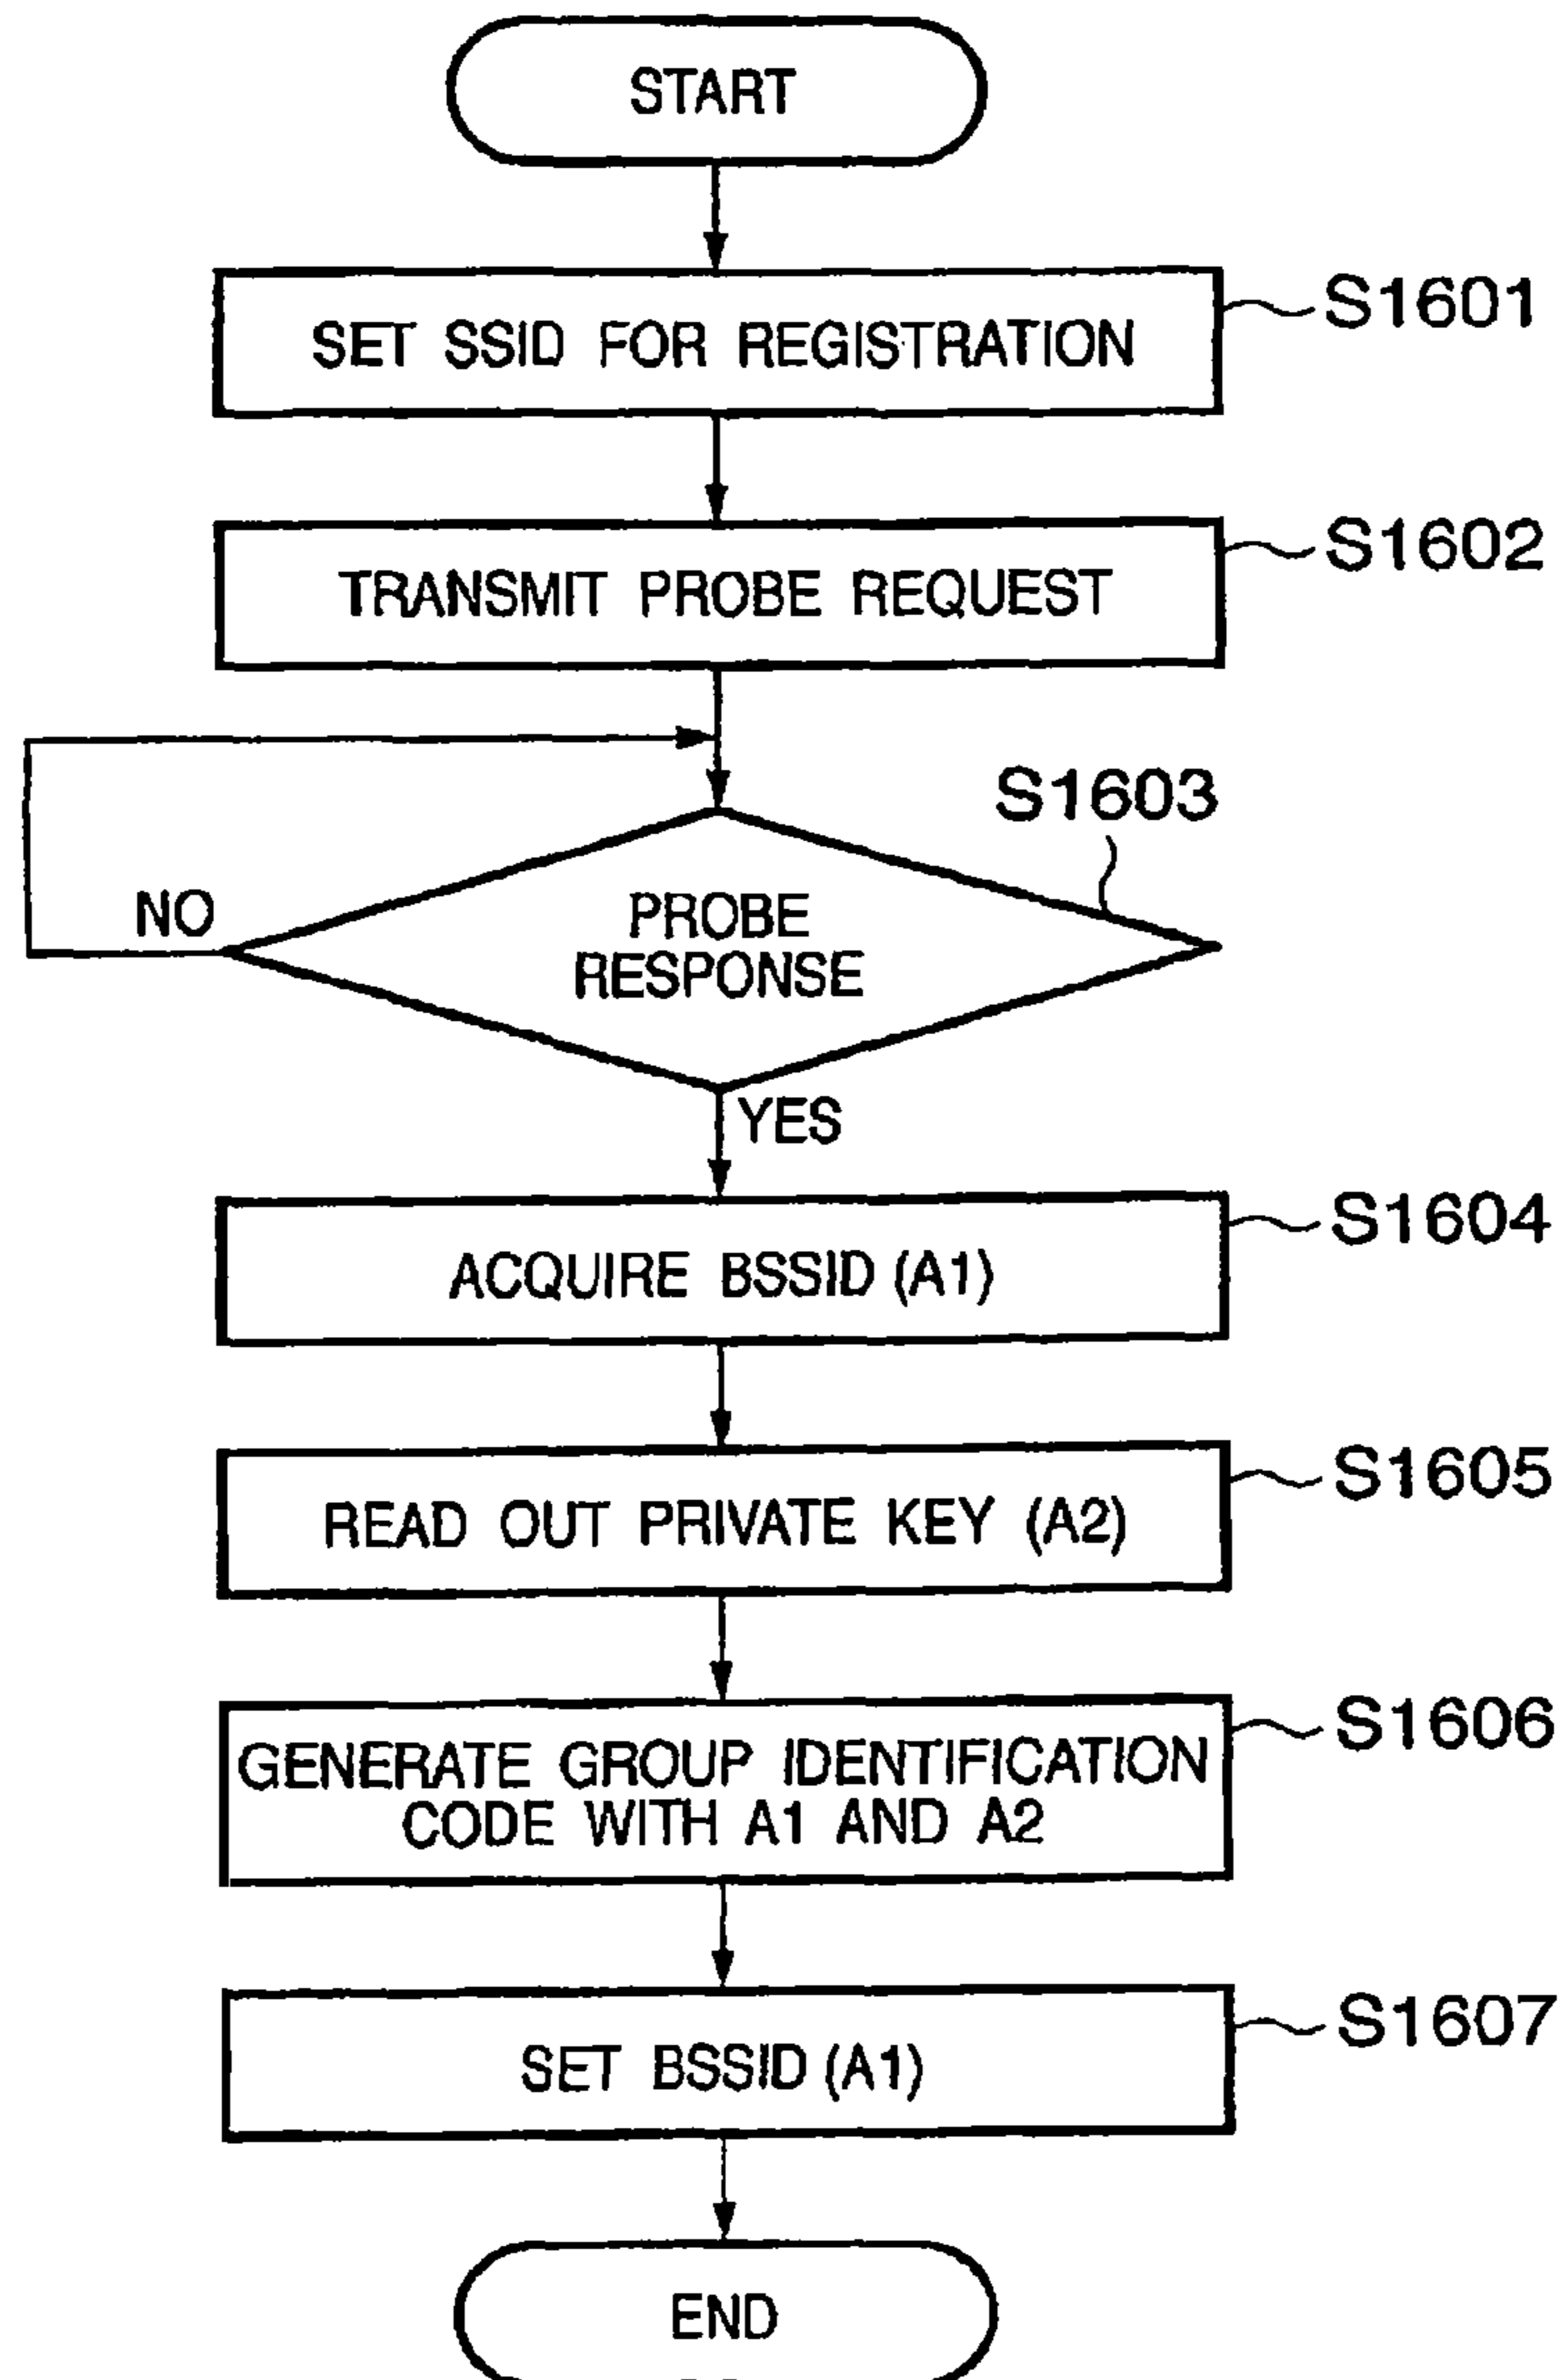 START
SET SSID FOR REGISTRATION
S1601
TRANSMIT PROBE REQUEST
S1602
S1603
NO
PROBE
RESPONSE
YES
ACQUIRE BSSID (A1)
S1604
READ OUT PRIVATE KEY (A2)
S1605
GENERATE GROUP IDENTIFICATION
CODE WITH A1 AND A2
S1606
SET BSSID (A1)
S1607
END